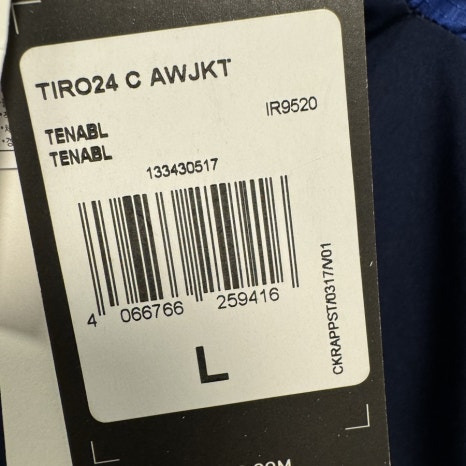 TIRO24 C AWJKT
IR9520
TENABL
TENABL
133430517
4 066766 259416
L
CKRAPPST/0317/V01